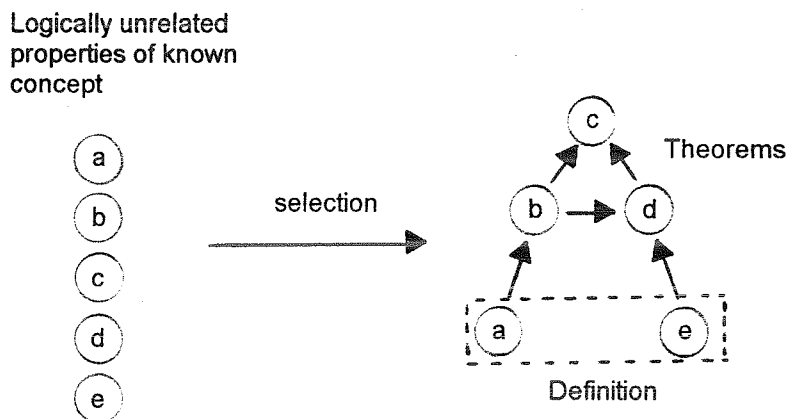 Logically unrelated
properties of known
concept
a
b
c
d
e
selection
c
Theorems
b
d
a
e
Definition